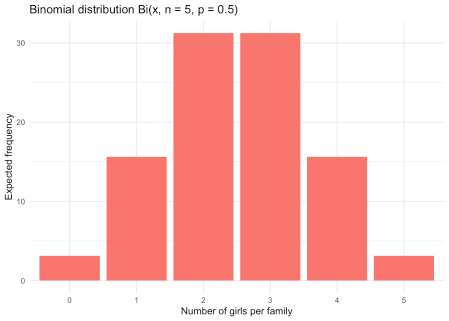 Binomial distribution Bi(x, n = 5, p = 0.5)
Expected frequency
30
20
10
0
0 1 2 3 4 5
Number of girls per family